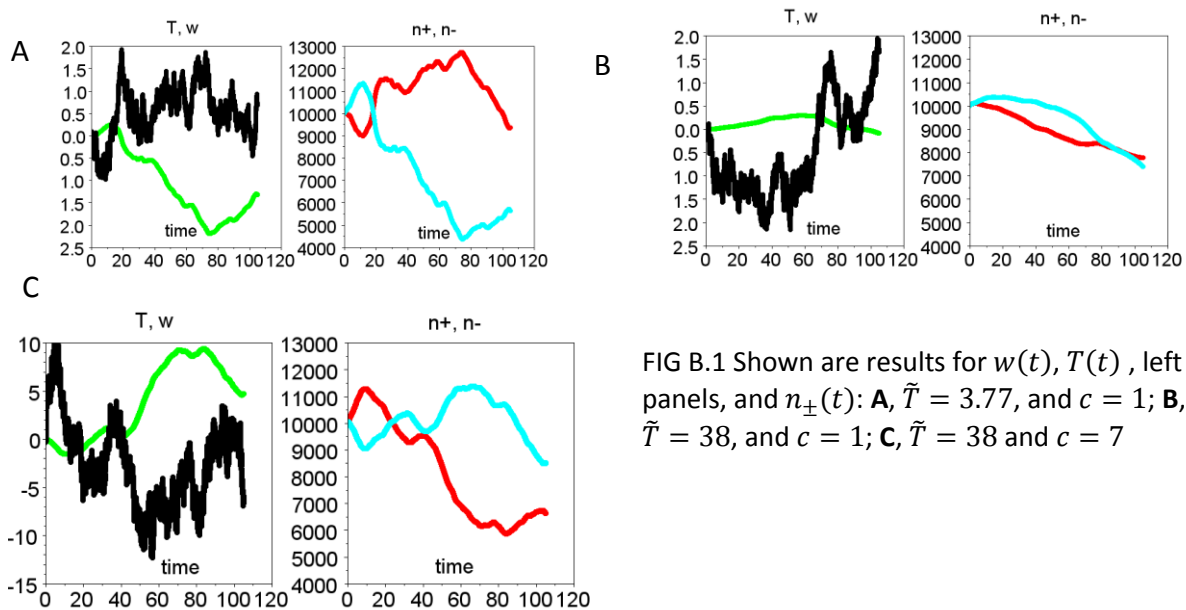 A
T, w
2.0
1.5
1.0
0.5
0.0
0.5
1.0
1.5
2.0
2.5
0 20 40 60 80 100 120
time
n+, n-
13000
12000
11000
10000
9000
8000
7000
6000
5000
4000
0 20 40 60 80 100 120
time
B
T, w
2.0
1.5
1.0
0.5
0.0
0.5
1.0
1.5
2.0
2.5
0 20 40 60 80 100 120
time
n+, n-
13000
12000
11000
10000
9000
8000
7000
6000
5000
4000
0 20 40 60 80 100 120
time
C
T, w
10
5
0
-5
-10
-15
0 20 40 60 80 100 120
time
n+, n-
13000
12000
11000
10000
9000
8000
7000
6000
5000
4000
0 20 40 60 80 100 120
time
FIG B.1 Shown are results for w(t), T(t) , left
panels, and n±(t): A, T̃ = 3.77, and c = 1; B,
T̃ = 38, and c = 1; C, T̃ = 38 and c = 7